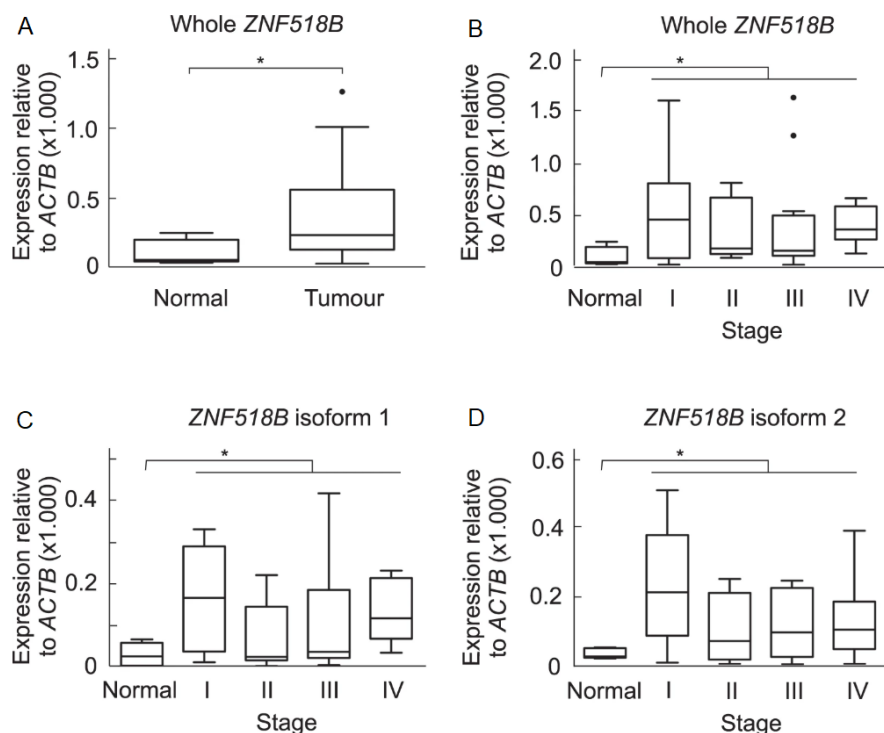 A
Whole ZNF518B
Expression relative
to ACTB (x1.000)
1.5
1.0
0.5
0
*
Normal
Tumour
B
Whole ZNF518B
Expression relative
to ACTB (x1.000)
2.0
1.5
1.0
0.5
0
*
Normal I II III IV
Stage
C
ZNF518B isoform 1
Expression relative
to ACTB (x1.000)
0.4
0.2
0
*
Normal I II III IV
Stage
D
ZNF518B isoform 2
Expression relative
to ACTB (x1.000)
0.6
0.4
0.2
0
*
Normal I II III IV
Stage